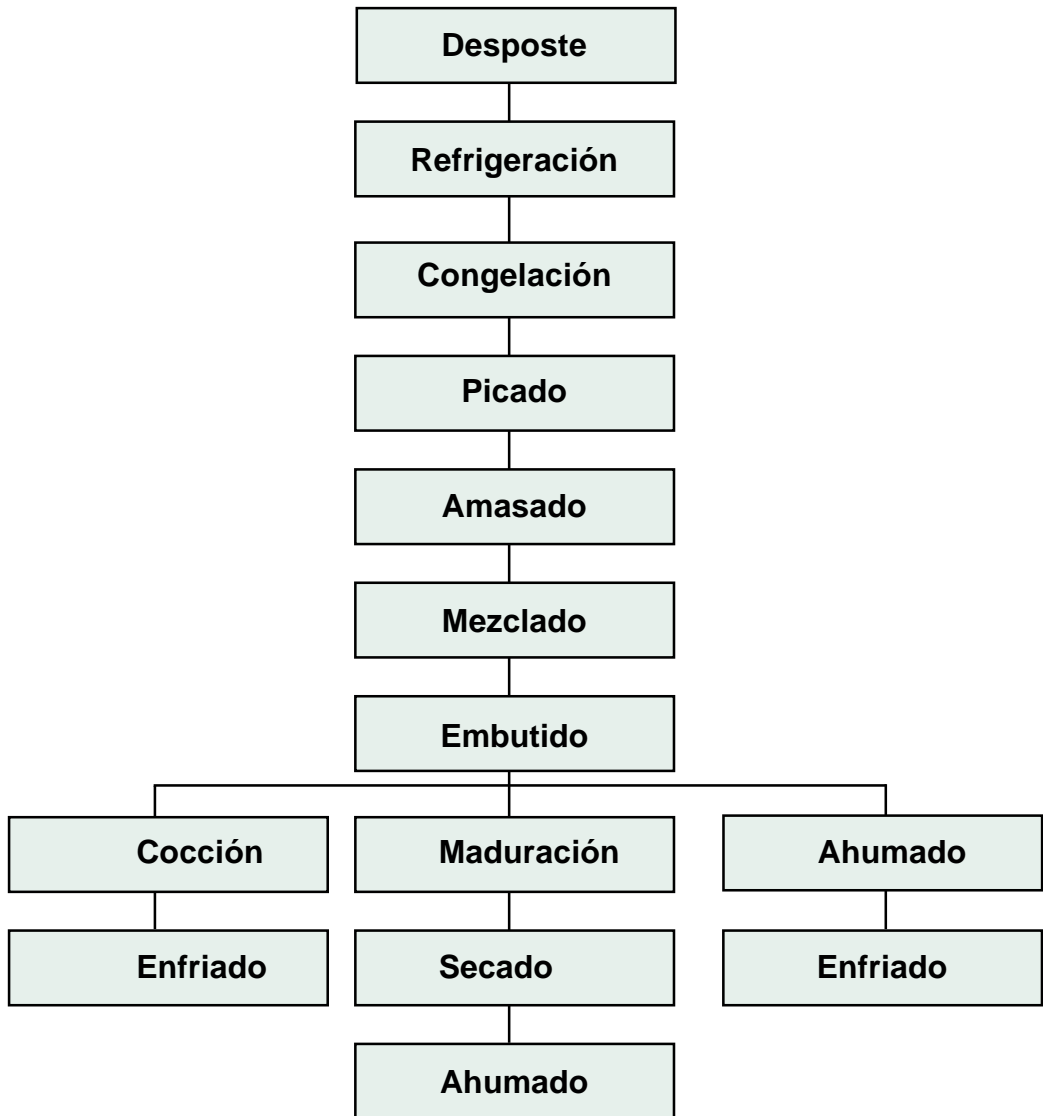 Desposte
Refrigeración
Congelación
Picado
Amasado
Mezclado
Embutido
Cocción Maduración Ahumado
Enfriado Secado Enfriado
Ahumado